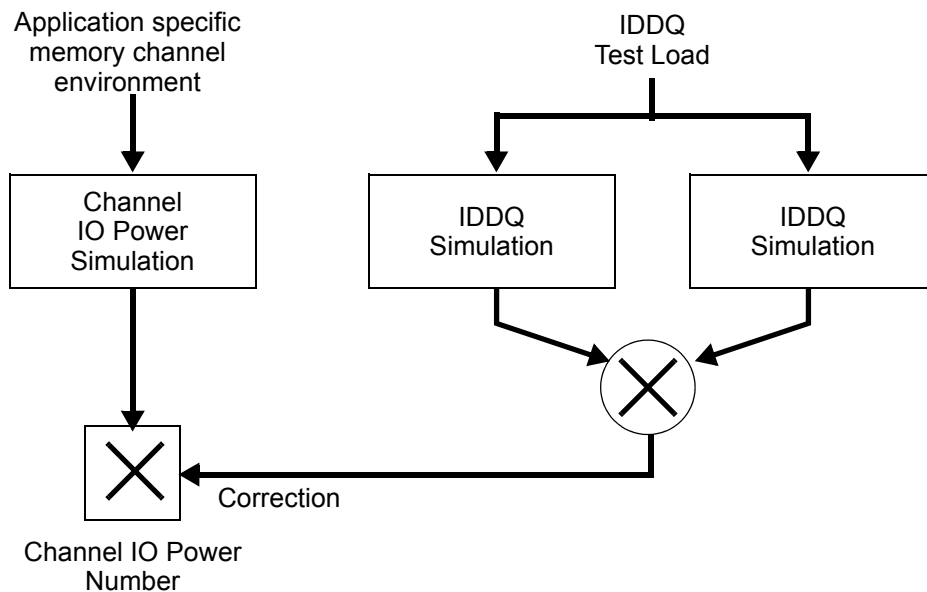 Application specific
memory channel
environment
IDDQ
Test Load
Channel
IO Power
Simulation
IDDQ
Simulation
IDDQ
Simulation
Correction
Channel IO Power
Number